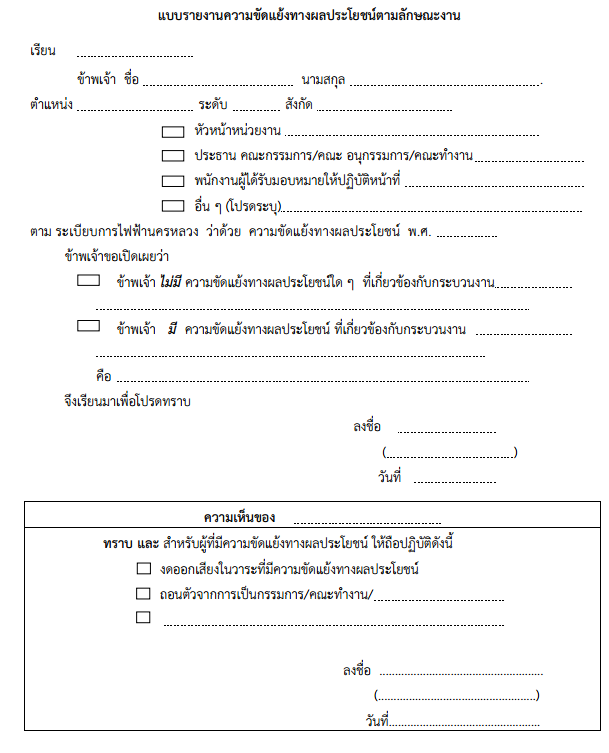 แบบรายงานความขัดแย้งทางผลประโยชน์ตามลักษณะงาน
เรียน ............................
ข้าพเจ้า ชื่อ ...................................... นามสกุล ...............................................
ตำแหน่ง ............................ ระดับ ............ สังกัด .................................
หัวหน้าหน่วยงาน ...............................................................
ประธาน คณะกรรมการ/คณะ อนุกรรมการ/คณะทำงาน...........................
พนักงานผู้ได้รับมอบหมายให้ปฏิบัติหน้าที่ ............................................
อื่น ๆ (โปรดระบุ)..........................................................................
ตาม ระเบียบการไฟฟ้านครหลวง ว่าด้วย ความขัดแย้งทางผลประโยชน์ พ.ศ. ...............
ข้าพเจ้าขอเปิดเผยว่า
ข้าพเจ้า ไม่มี ความขัดแย้งทางผลประโยชน์ใด ๆ ที่เกี่ยวข้องกับกระบวนงาน...................
..........................................................................................................
ข้าพเจ้า มี ความขัดแย้งทางผลประโยชน์ ที่เกี่ยวข้องกับกระบวนงาน ........................
................................................................................................
คือ .....................................................................................................
จึงเรียนมาเพื่อโปรดทราบ
ลงชื่อ ........................
(................................)
วันที่ ....................
ความเห็นของ ....................................
ทราบ และ สำหรับผู้ที่มีความขัดแย้งทางผลประโยชน์ ให้ถือปฏิบัติดังนี้
งดออกเสียงในวาระที่มีความขัดแย้งทางผลประโยชน์
ถอนตัวจากการเป็นกรรมการ/คณะทำงาน/................................
.....................................................................................
ลงชื่อ .......................................................
(.....................................................)
วันที่...................................................